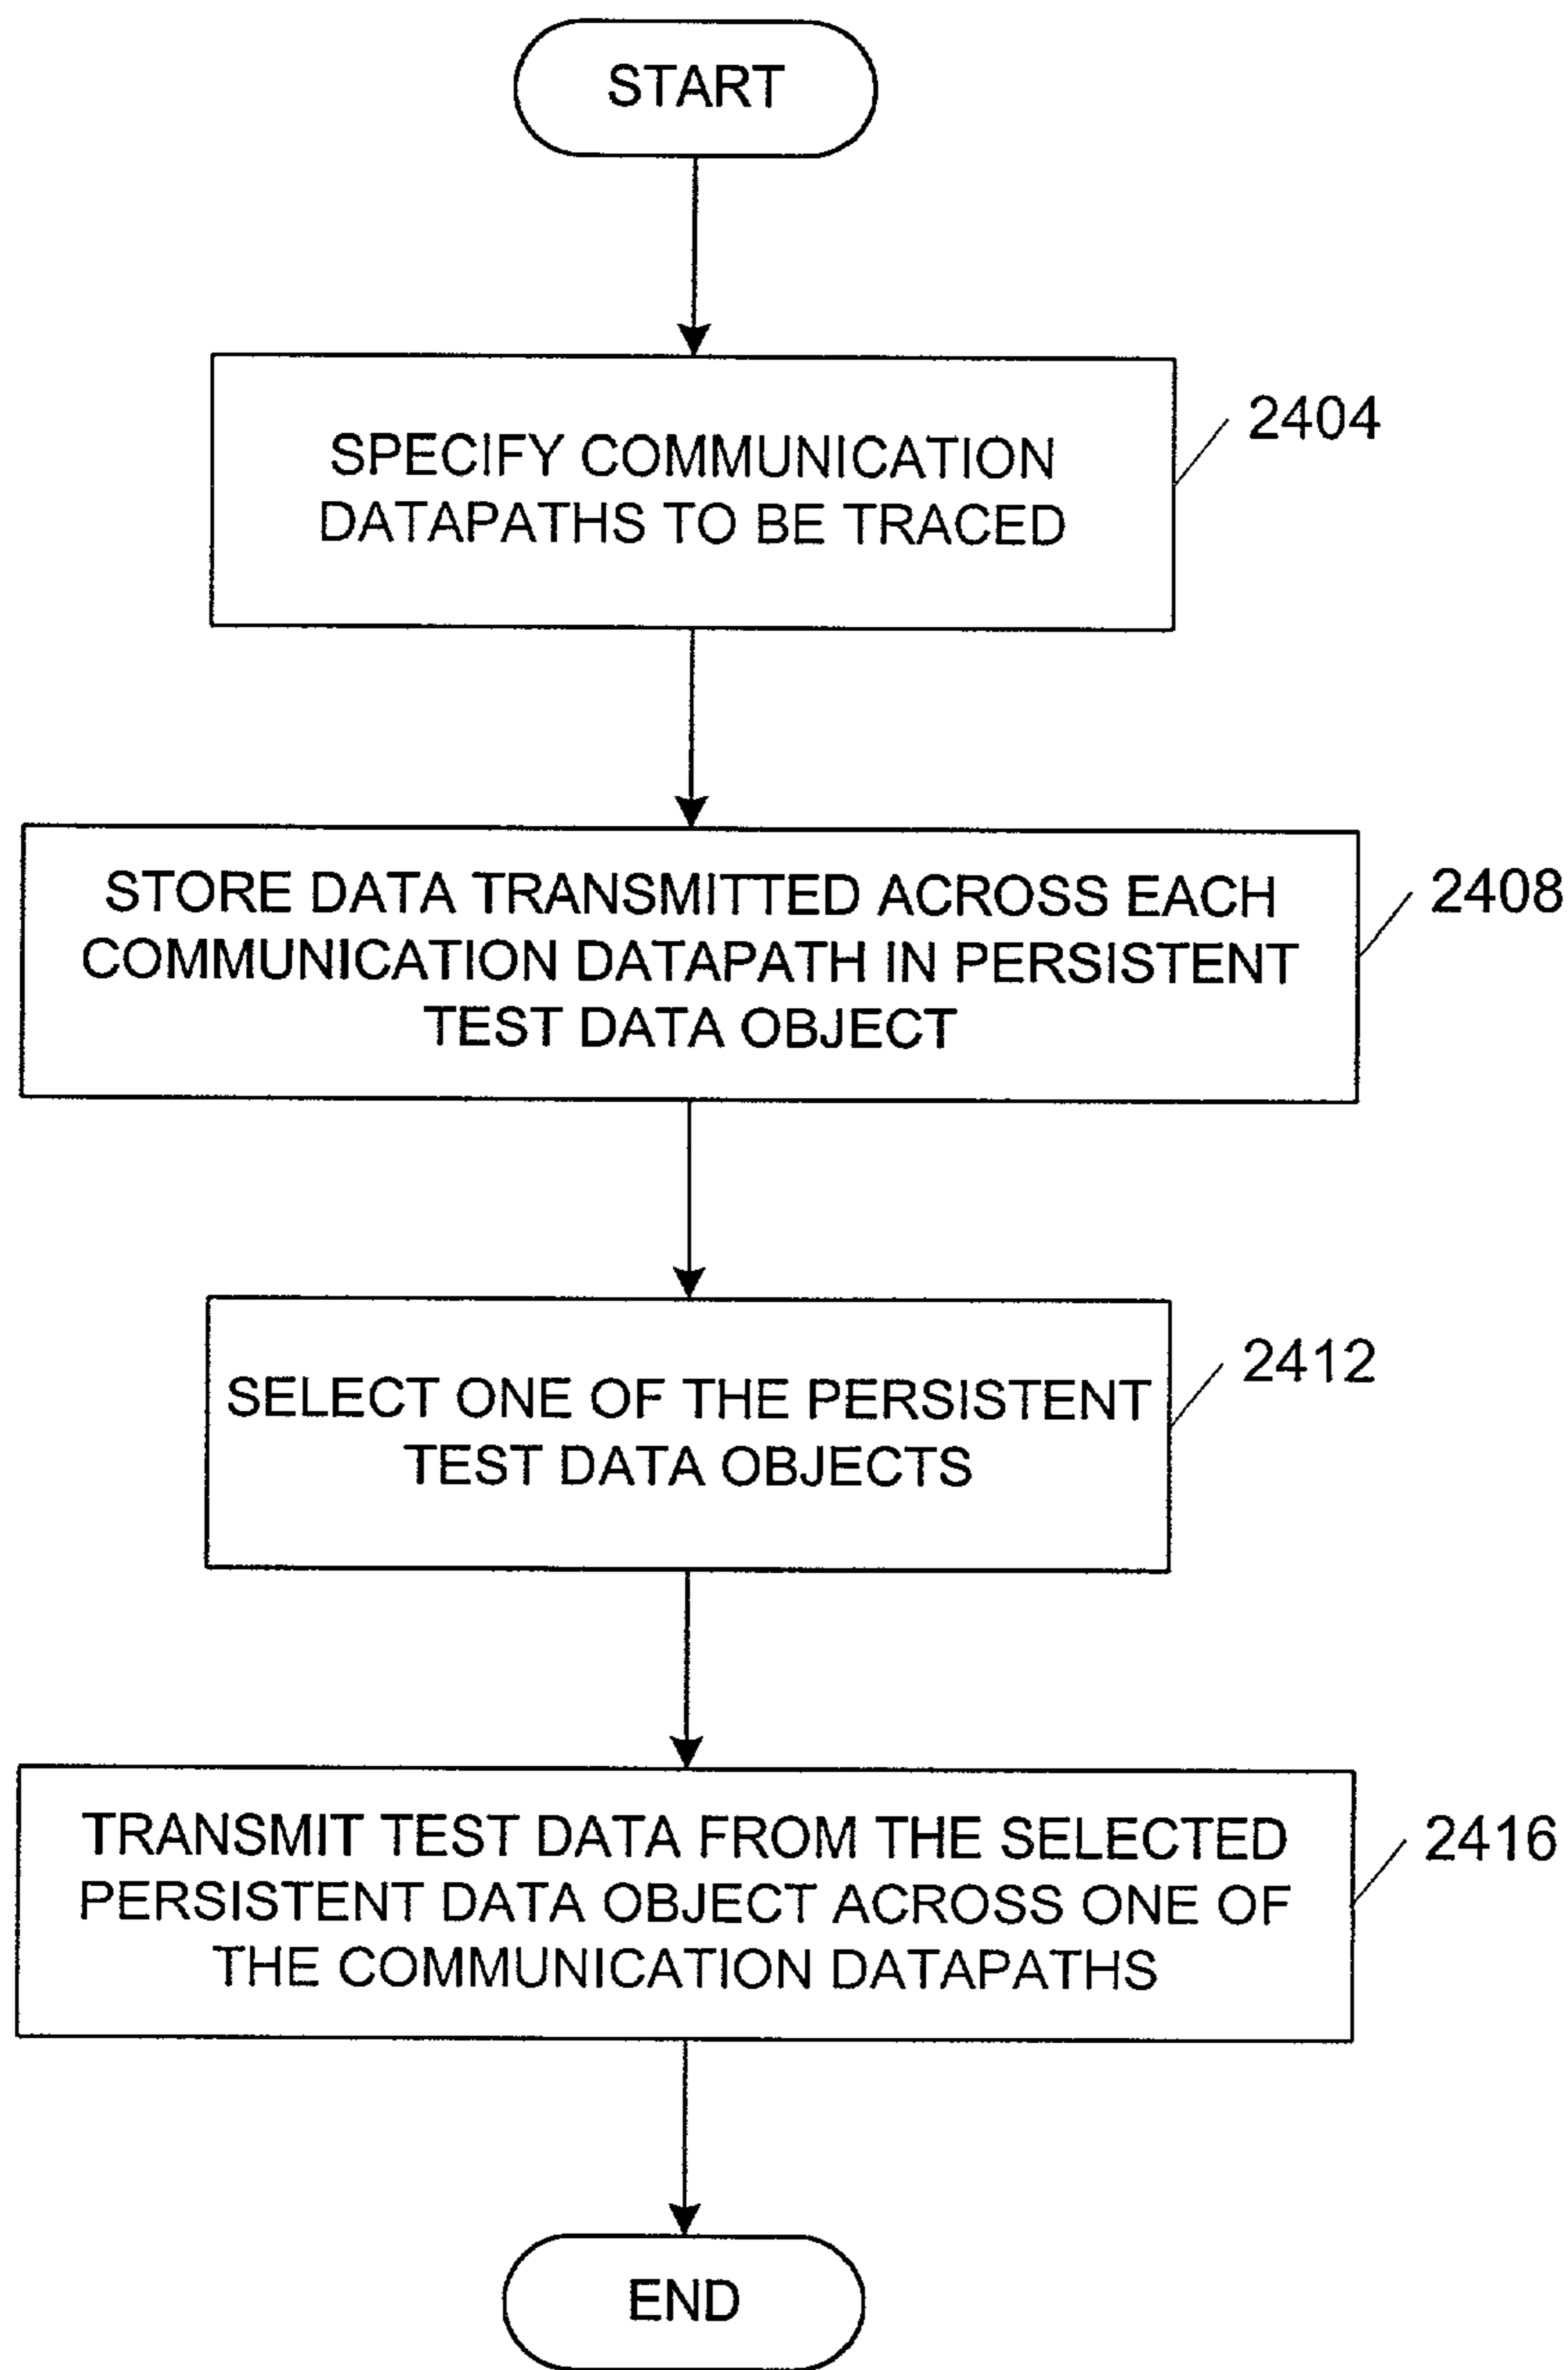 START
SPECIFY COMMUNICATION
DATAPATHS TO BE TRACED
2404
STORE DATA TRANSMITTED ACROSS EACH
COMMUNICATION DATAPATH IN PERSISTENT
TEST DATA OBJECT
2408
SELECT ONE OF THE PERSISTENT
TEST DATA OBJECTS
2412
TRANSMIT TEST DATA FROM THE SELECTED
PERSISTENT DATA OBJECT ACROSS ONE OF
THE COMMUNICATION DATAPATHS
2416
END